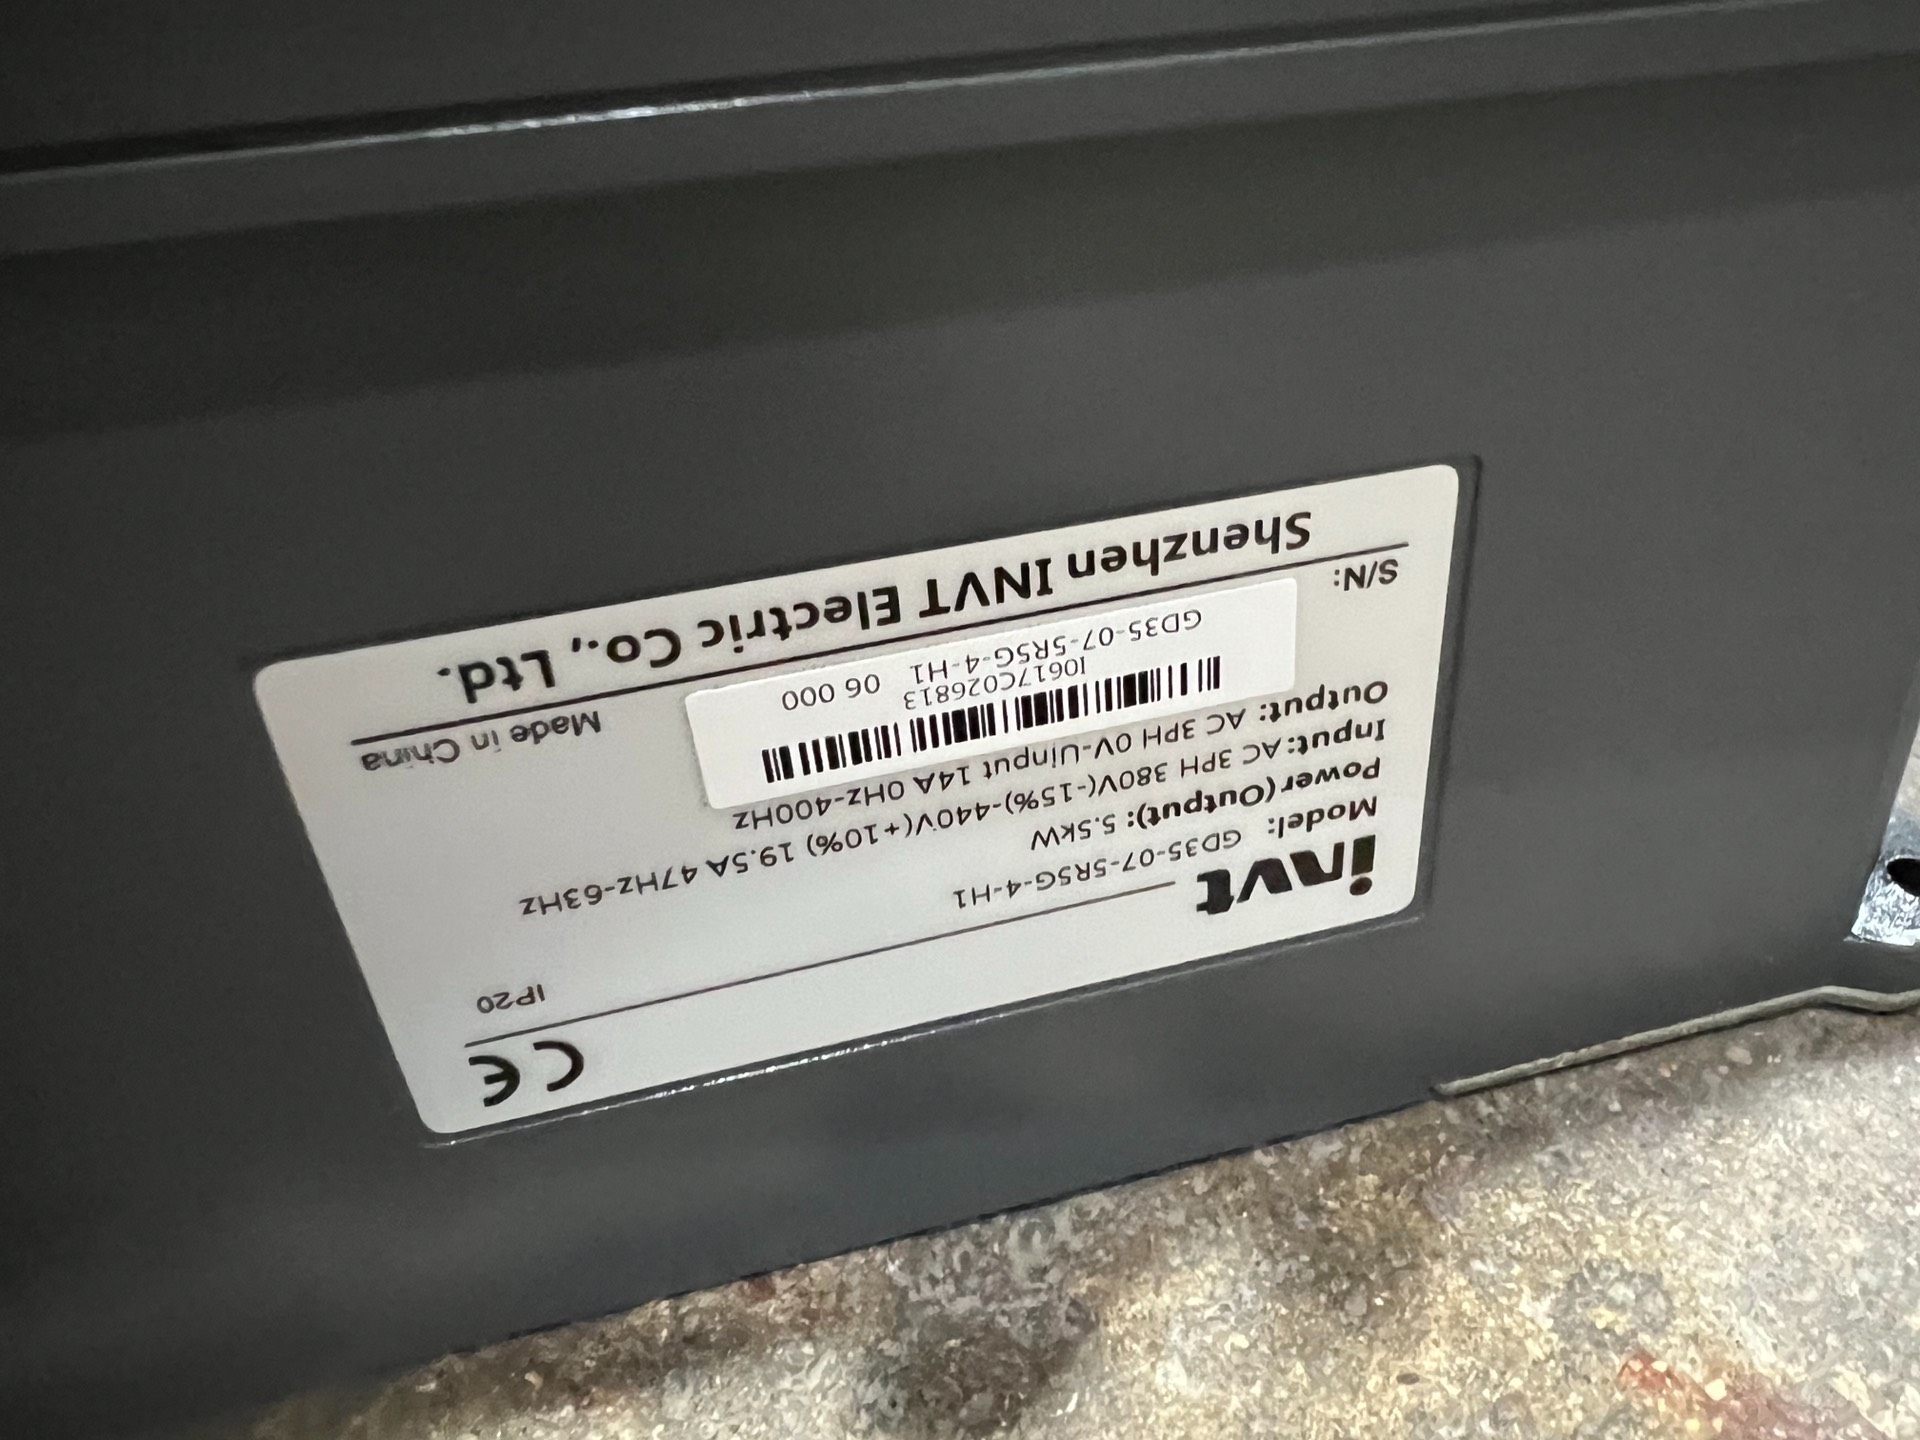 invt
CE
Model: GD35-07-5R5G-4-H1
IP20
Power(Output): 5.5kW
Input: AC 3PH 380V(-15%)-440V(+10%) 19.5A 47Hz-63Hz
Output: AC 3PH 0V-Uinput 14A 0Hz-400Hz
I0617C026813
GD35-07-5R5G-4-H1 06 000
S/N:
Made in China
Shenzhen INVT Electric Co., Ltd.